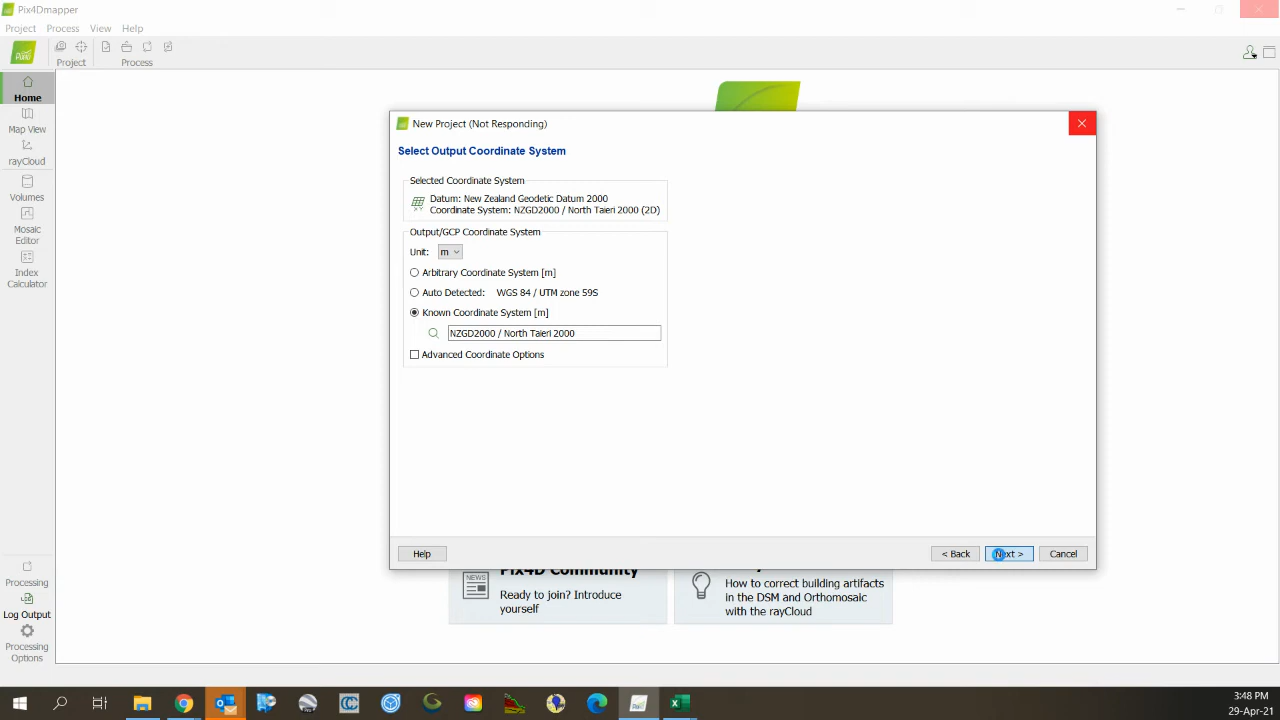 Pix4Dmapper
Project Process View Help
Project
Process
Home
Map View
rayCloud
Volumes
Mosaic
Editor
Index
Calculator
Processing
Log Output
Processing
Options
New Project (Not Responding)
Select Output Coordinate System
Selected Coordinate System
Datum: New Zealand Geodetic Datum 2000
Coordinate System: NZGD2000 / North Taieri 2000 (2D)
Output/GCP Coordinate System
Unit: m
Arbitrary Coordinate System [m]
Auto Detected: WGS 84 / UTM zone 59S
Known Coordinate System [m]
NZGD2000 / North Taieri 2000
Advanced Coordinate Options
Help
< Back
Next >
Cancel
NEWS
Pix4D Community
Ready to join? Introduce
yourself
How to correct building artifacts
in the DSM and Orthomosaic
with the rayCloud
3:48 PM
29-Apr-21